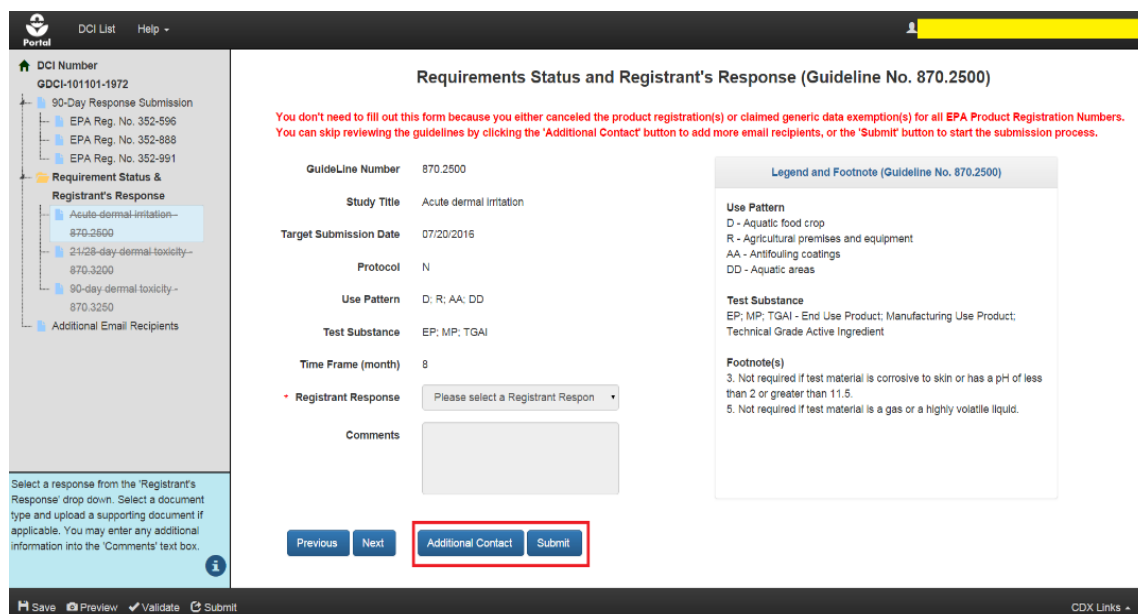 Portal
DCI List
Help
DCI Number
GDCI-101101-1972
90-Day Response Submission
EPA Reg. No. 352-596
EPA Reg. No. 352-888
EPA Reg. No. 352-991
Requirement Status &
Registrant's Response
Acute dermal irritation -
870.2500
21/28-day dermal toxicity -
870.3200
90-day dermal toxicity -
870.3250
Additional Email Recipients
Select a response from the 'Registrant's
Response' drop down. Select a document
type and upload a supporting document if
applicable. You may enter any additional
information into the 'Comments' text box.
Requirements Status and Registrant's Response (Guideline No. 870.2500)
You don't need to fill out this form because you either canceled the product registration(s) or claimed generic data exemption(s) for all EPA Product Registration Numbers.
You can skip reviewing the guidelines by clicking the 'Additional Contact' button to add more email recipients, or the 'Submit' button to start the submission process.
GuideLine Number 870.2500
Study Title Acute dermal irritation
Target Submission Date 07/20/2016
Protocol N
Use Pattern D; R; AA; DD
Test Substance EP; MP; TGAI
Time Frame (month) 8
* Registrant Response Please select a Registrant Respon
Comments
Legend and Footnote (Guideline No. 870.2500)
Use Pattern
D - Aquatic food crop
R - Agricultural premises and equipment
AA - Antifouling coatings
DD - Aquatic areas
Test Substance
EP; MP; TGAI - End Use Product; Manufacturing Use Product;
Technical Grade Active Ingredient
Footnote(s)
3. Not required if test material is corrosive to skin or has a pH of less
than 2 or greater than 11.5.
5. Not required if test material is a gas or a highly volatile liquid.
Previous
Next
Additional Contact
Submit
Save
Preview
Validate
Submit
CDX Links